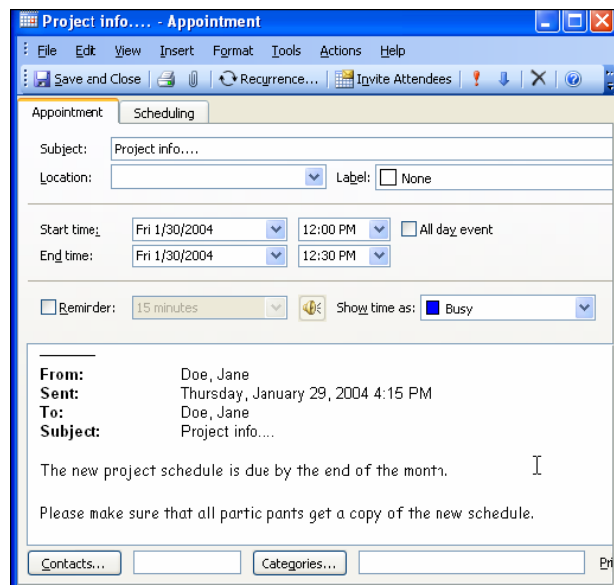 Project info.... - Appointment
File Edit View Insert Format Tools Actions Help
Save and Close Recurrence... Invite Attendees
Appointment Scheduling
Subject: Project info....
Location: Label: None
Start time: Fri 1/30/2004 12:00 PM All day event
End time: Fri 1/30/2004 12:30 PM
Reminder: 15 minutes Show time as: Busy
From: Doe, Jane
Sent: Thursday, January 29, 2004 4:15 PM
To: Doe, Jane
Subject: Project info....
The new project schedule is due by the end of the month.
Please make sure that all partic pants get a copy of the new schedule.
Contacts... Categories... Pri